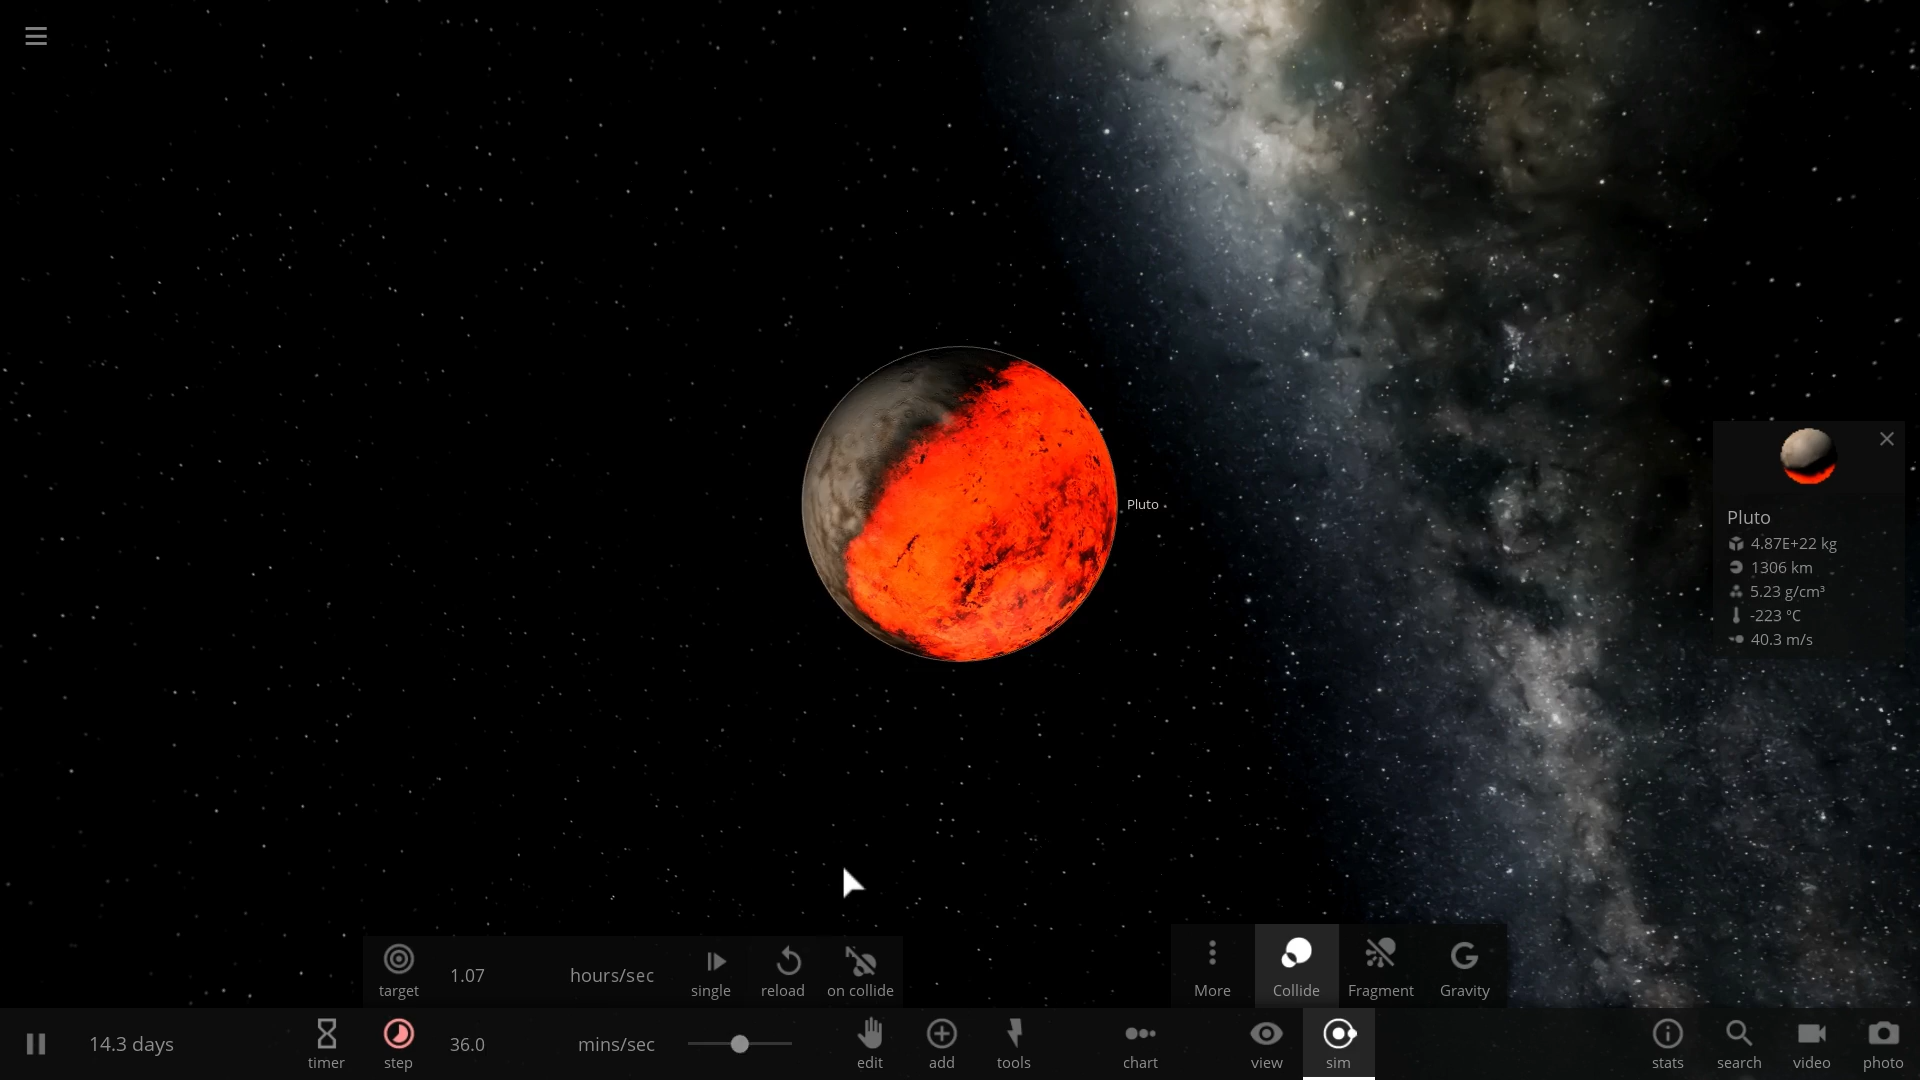 Pluto
Pluto
4.87E+22 kg
1306 km
5.23 g/cm³
-223 °C
40.3 m/s
target
1.07 hours/sec
single
reload
on collide
More
Collide
Fragment
Gravity
14.3 days
timer
step
36.0 mins/sec
edit
add
tools
chart
view
sim
stats
search
video
photo